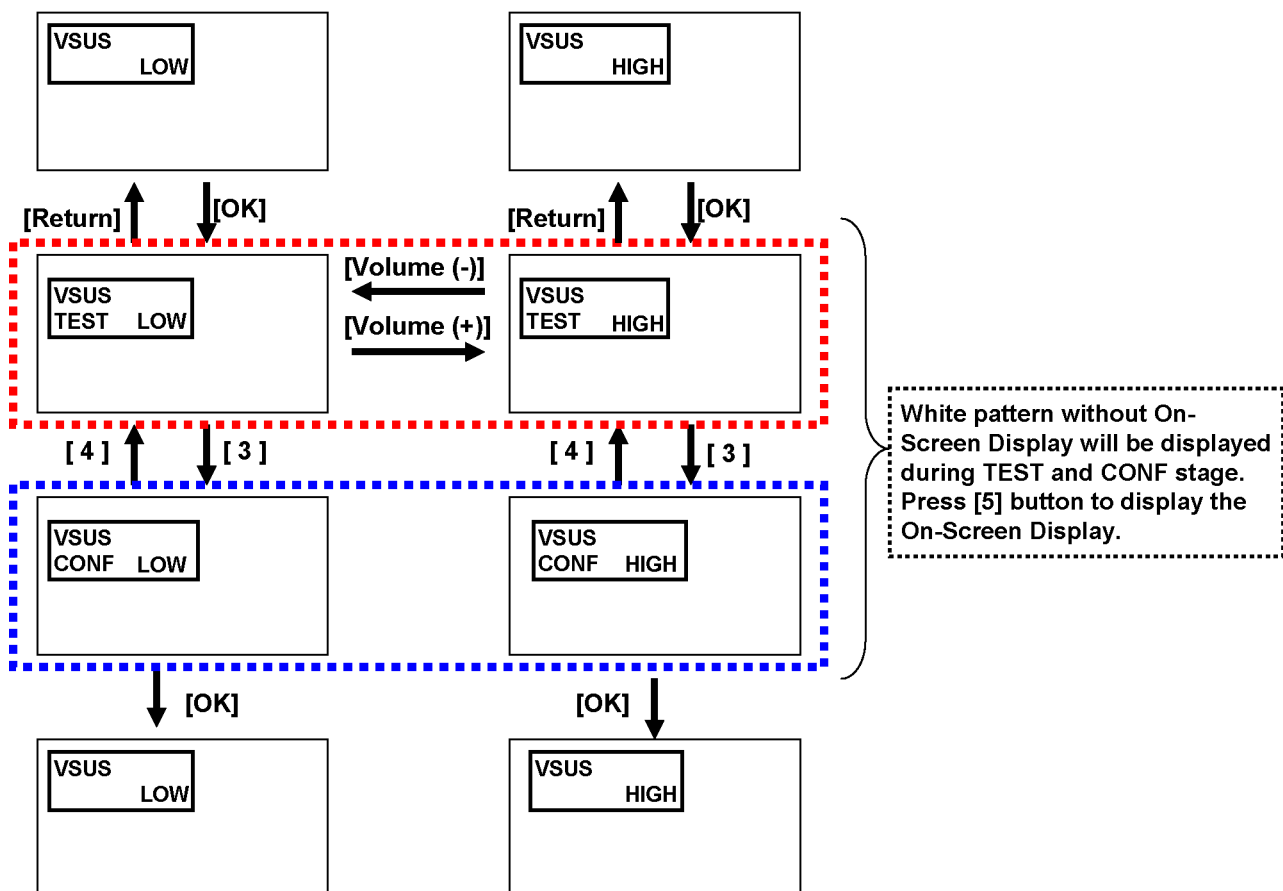 VSUS
LOW
VSUS
HIGH
[Return]
[OK]
[Return]
[OK]
VSUS
TEST LOW
[Volume (-)]
[Volume (+)]
VSUS
TEST HIGH
[ 4 ]
[ 3 ]
[ 4 ]
[ 3 ]
White pattern without On-
Screen Display will be displayed
during TEST and CONF stage.
Press [5] button to display the
On-Screen Display.
VSUS
CONF LOW
VSUS
CONF HIGH
[OK]
[OK]
VSUS
LOW
VSUS
HIGH